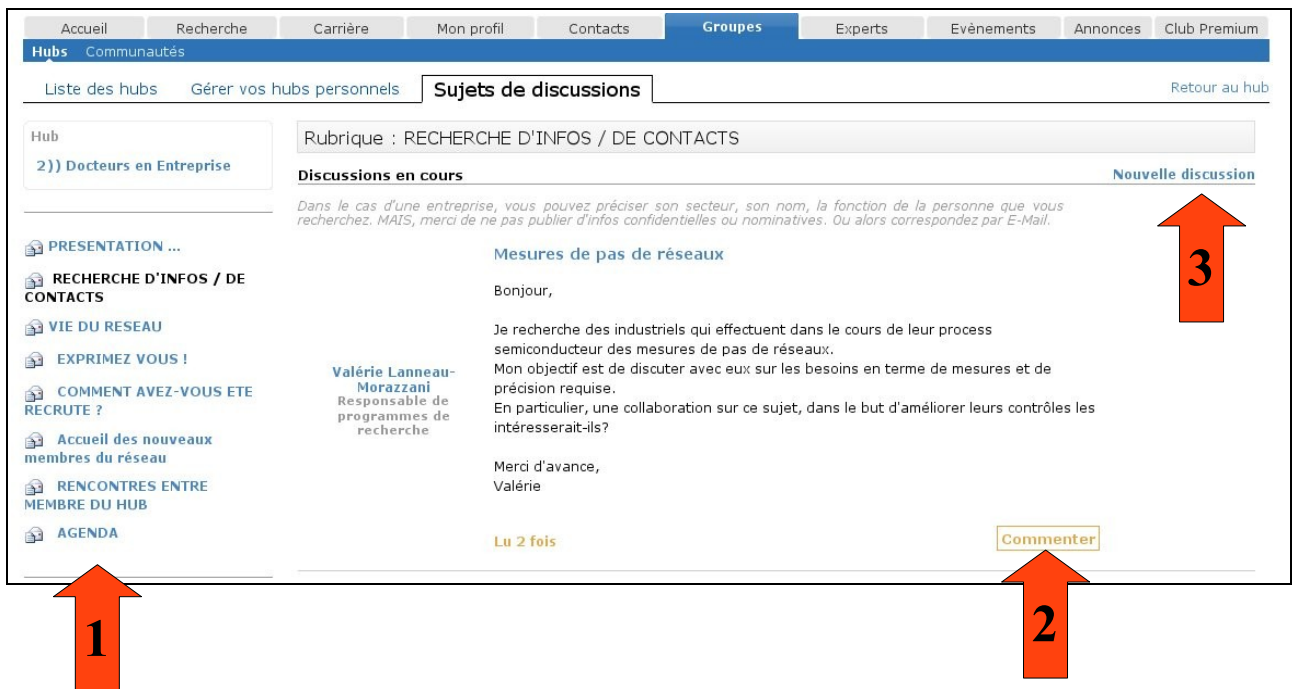 Accueil Recherche Carrière Mon profil Contacts Groupes Experts Evènements Annonces Club Premium
Hubs Communautés
Liste des hubs Gérer vos hubs personnels Sujets de discussions Retour au hub
Hub
2)) Docteurs en Entreprise
PRESENTATION ...
RECHERCHE D'INFOS / DE
CONTACTS
VIE DU RESEAU
EXPRIMEZ VOUS !
COMMENT AVEZ-VOUS ETE
RECRUTE ?
Accueil des nouveaux
membres du réseau
RENCONTRES ENTRE
MEMBRE DU HUB
AGENDA
1
Rubrique : RECHERCHE D'INFOS / DE CONTACTS
Discussions en cours Nouvelle discussion
Dans le cas d'une entreprise, vous pouvez préciser son secteur, son nom, la fonction de la personne que vous
recherchez. MAIS, merci de ne pas publier d'infos confidentielles ou nominatives. Ou alors correspondez par E-Mail.
3
Valérie Lanneau-
Morazzani
Responsable de
programmes de
recherche
Mesures de pas de réseaux
Bonjour,
Je recherche des industriels qui effectuent dans le cours de leur process
semiconducteur des mesures de pas de réseaux.
Mon objectif est de discuter avec eux sur les besoins en terme de mesures et de
précision requise.
En particulier, une collaboration sur ce sujet, dans le but d'améliorer leurs contrôles les
intéresserait-ils?
Merci d'avance,
Valérie
Lu 2 fois Commenter
2